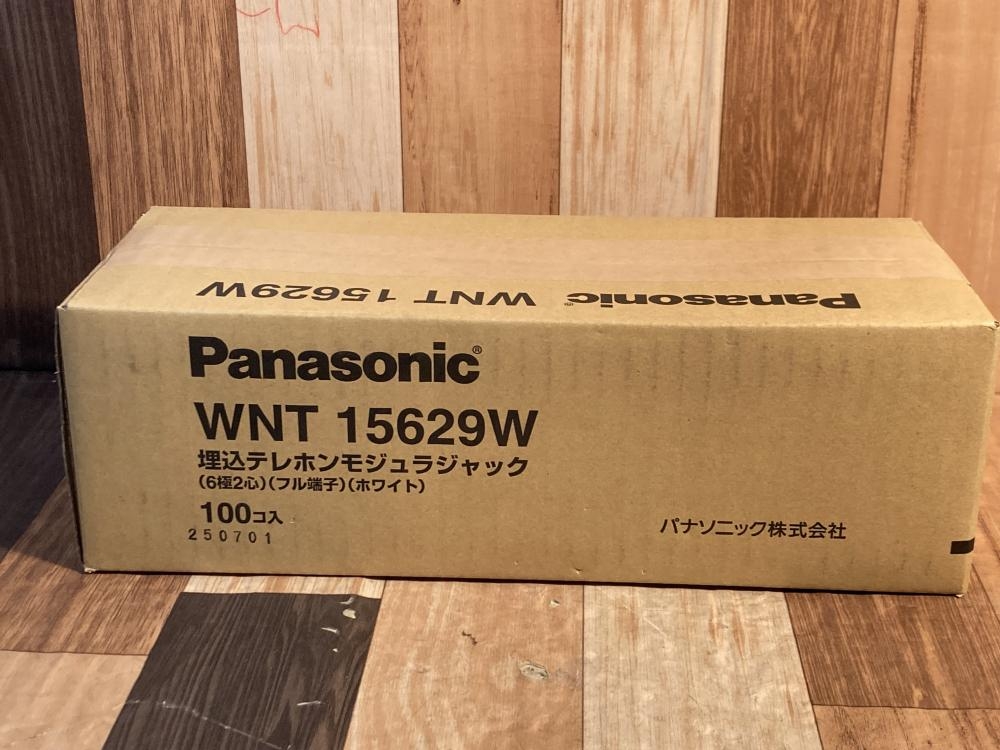 Panasonic WNT 15629W
Panasonic®
WNT 15629W
埋込テレホンモジュラジャック
(6極2心)(フル端子)(ホワイト)
100コ入
250701
パナソニック株式会社